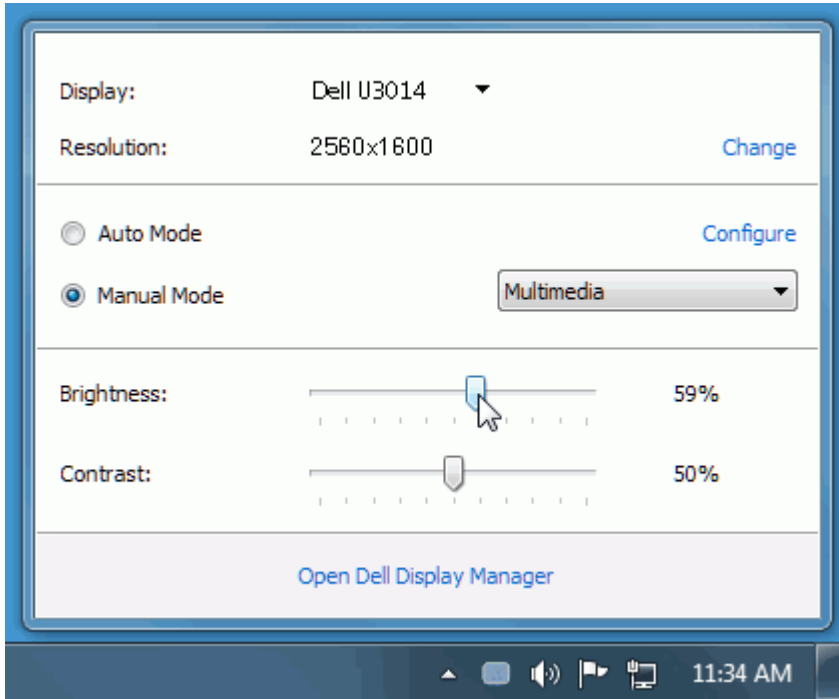 Display: Dell U3014
Resolution: 2560x1600 Change
Auto Mode Configure
Manual Mode Multimedia
Brightness: 59%
Contrast: 50%
Open Dell Display Manager
11:34 AM